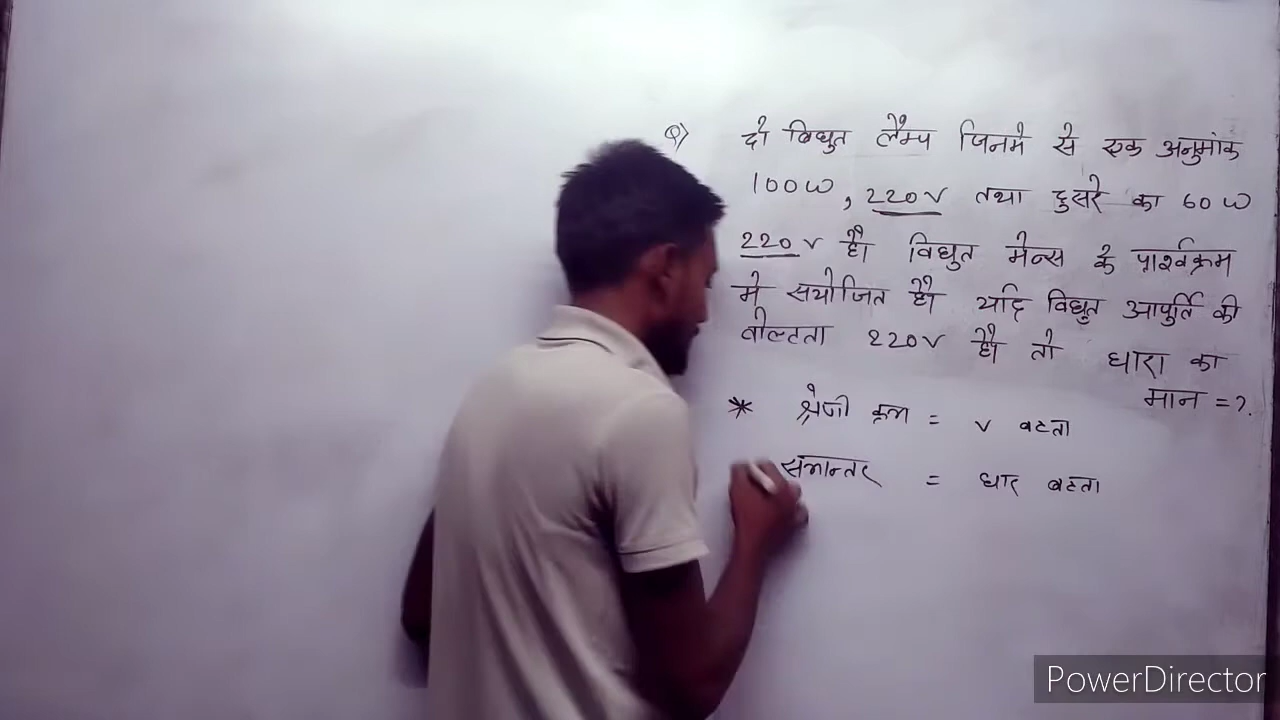 Q) दो विधुत लैम्प जिनमे से एक अनुमांक
100W, 220V तथा दुसरे का 60W
220V है। विधुत मेन्स के पार्श्वक्रम
मे सयोजित है। यदि विधुत आपुर्ति की
वोल्टता 220V है तो धारा का
मान = ?.
* श्रेणी क्रम = V बटता
समान्तर = धार बटता
PowerDirector